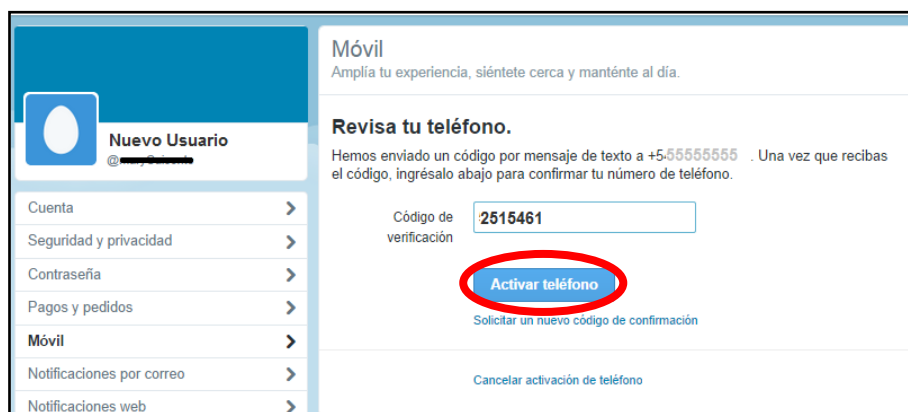 Móvil
Amplía tu experiencia, siéntete cerca y manténte al día.
Nuevo Usuario
@
Revisa tu teléfono.
Hemos enviado un código por mensaje de texto a +5 55555555 . Una vez que recibas
el código, ingrésalo abajo para confirmar tu número de teléfono.
Código de
verificación
2515461
Activar teléfono
Solicitar un nuevo código de confirmación
Cancelar activación de teléfono
Cuenta
Seguridad y privacidad
Contraseña
Pagos y pedidos
Móvil
Notificaciones por correo
Notificaciones web